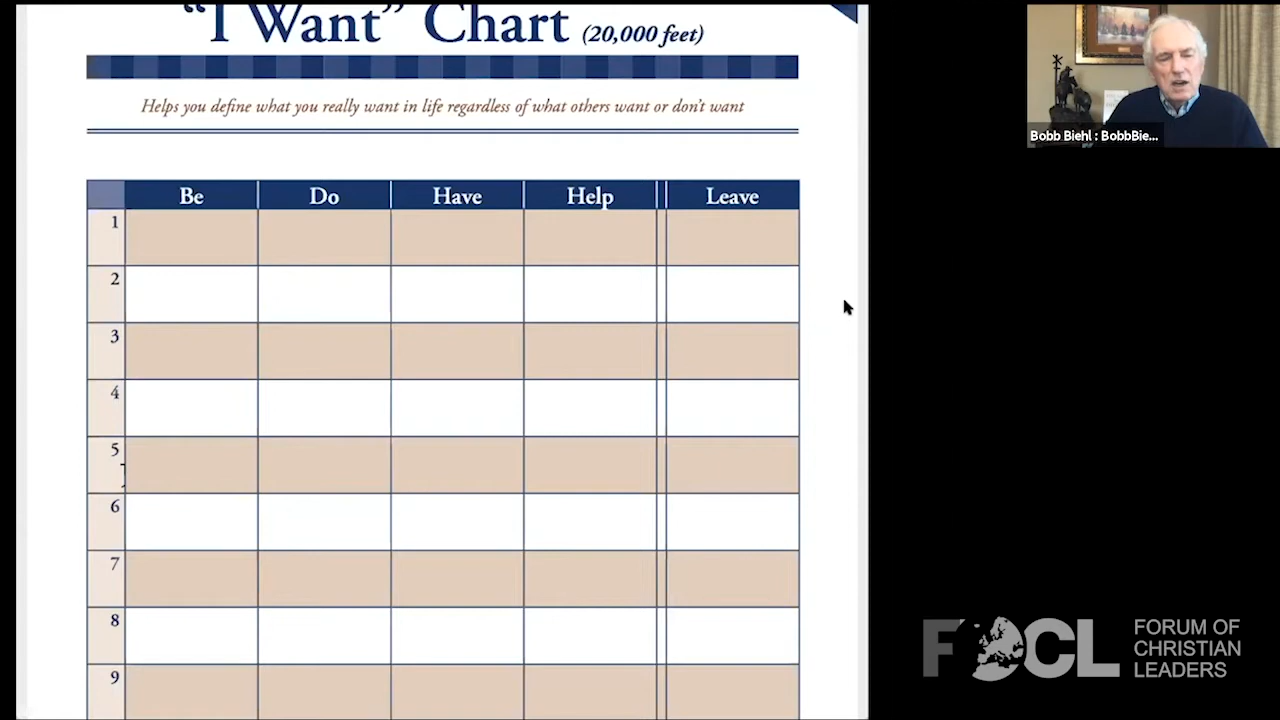 “I Want” Chart (20,000 feet)
Helps you define what you really want in life regardless of what others want or don't want
Be Do Have Help Leave
1
2
3
4
5
6
7
8
9
Bobb Biehl : BobbBie...
FOCL
FORUM OF
CHRISTIAN
LEADERS